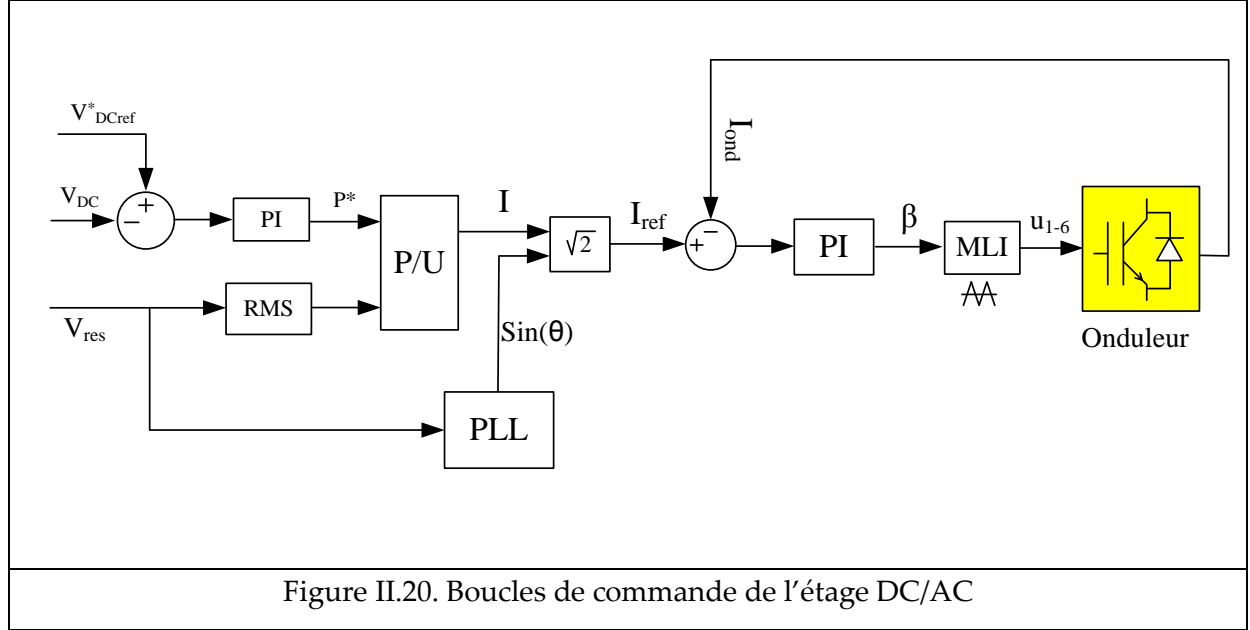 V*DCref
VDC
+
−
PI
P*
P/U
I
√2
Iref
Iond
+
−
PI
β
MLI
u1-6
Onduleur
Vres
RMS
Sin(θ)
PLL
Figure II.20. Boucles de commande de l'étage DC/AC